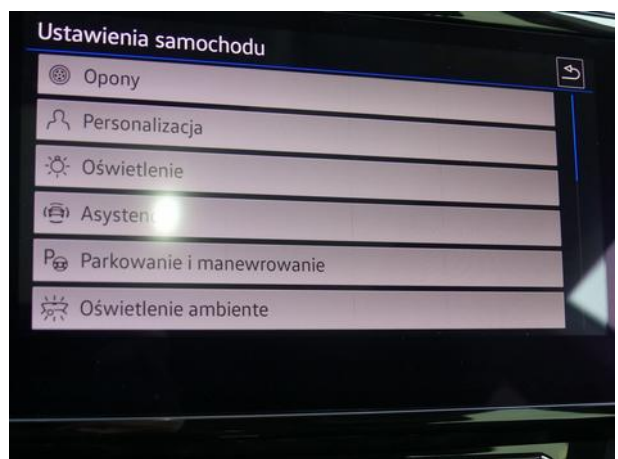 Ustawienia samochodu
Opony
Personalizacja
Oświetlenie
Parkowanie i manewrowanie
Oświetlenie ambiente